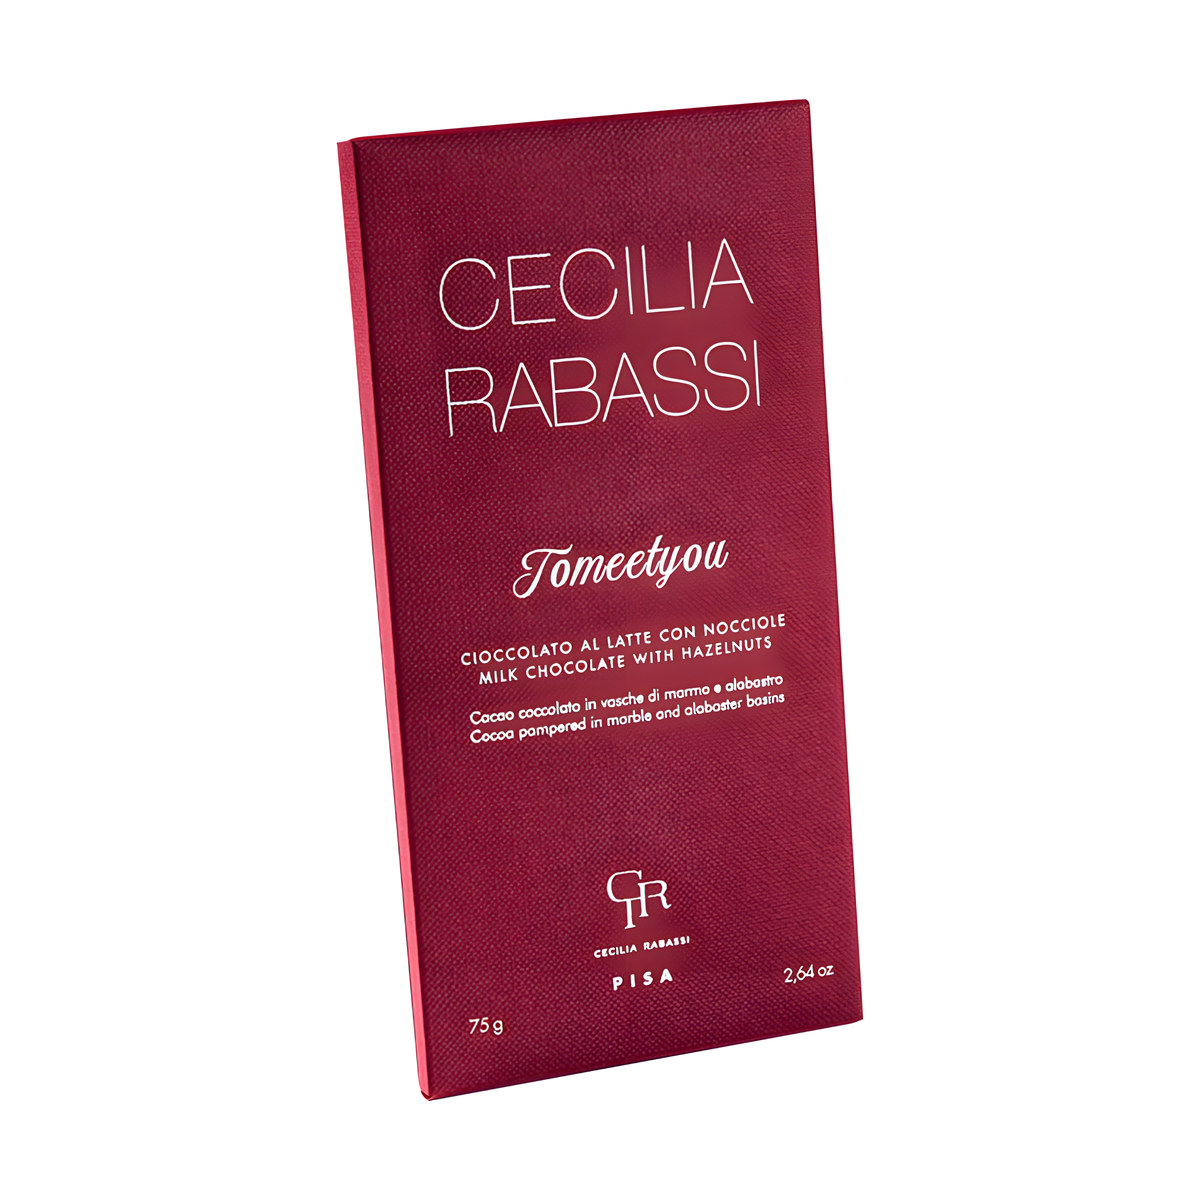 CECILIA
RABASSI
Tomeetyou
CIOCCOLATO AL LATTE CON NOCCIOLE
MILK CHOCOLATE WITH HAZELNUTS
Cacao coccolato in vasche di marmo e alabastro
Cocoa pampered in marble and alabaster basins
CTR
CECILIA RABASSI
PISA
75 g
2,64 oz